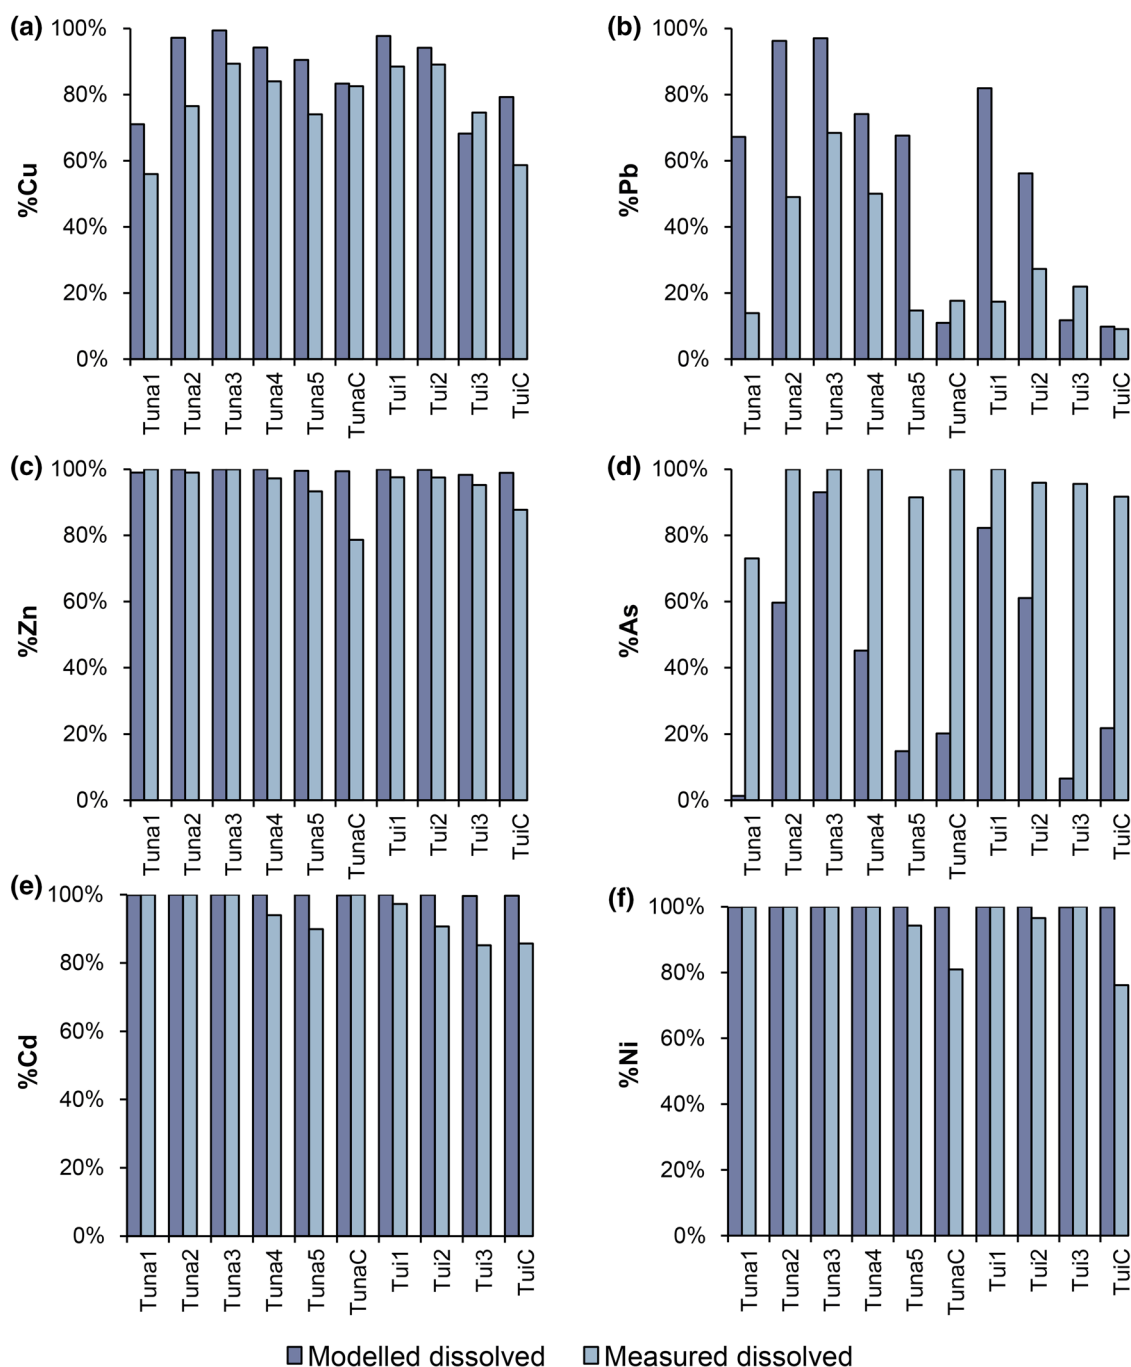 (a)
100%
80%
60%
40%
20%
0%
%Cu
Tuna1 Tuna2 Tuna3 Tuna4 Tuna5 TunaC Tui1 Tui2 Tui3 TuiC
(b)
100%
80%
60%
40%
20%
0%
%Pb
Tuna1 Tuna2 Tuna3 Tuna4 Tuna5 TunaC Tui1 Tui2 Tui3 TuiC
(c)
100%
80%
60%
40%
20%
0%
%Zn
Tuna1 Tuna2 Tuna3 Tuna4 Tuna5 TunaC Tui1 Tui2 Tui3 TuiC
(d)
100%
80%
60%
40%
20%
0%
%As
Tuna1 Tuna2 Tuna3 Tuna4 Tuna5 TunaC Tui1 Tui2 Tui3 TuiC
(e)
100%
80%
60%
40%
20%
0%
%Cd
Tuna1 Tuna2 Tuna3 Tuna4 Tuna5 TunaC Tui1 Tui2 Tui3 TuiC
(f)
100%
80%
60%
40%
20%
0%
%Ni
Tuna1 Tuna2 Tuna3 Tuna4 Tuna5 TunaC Tui1 Tui2 Tui3 TuiC
Modelled dissolved Measured dissolved